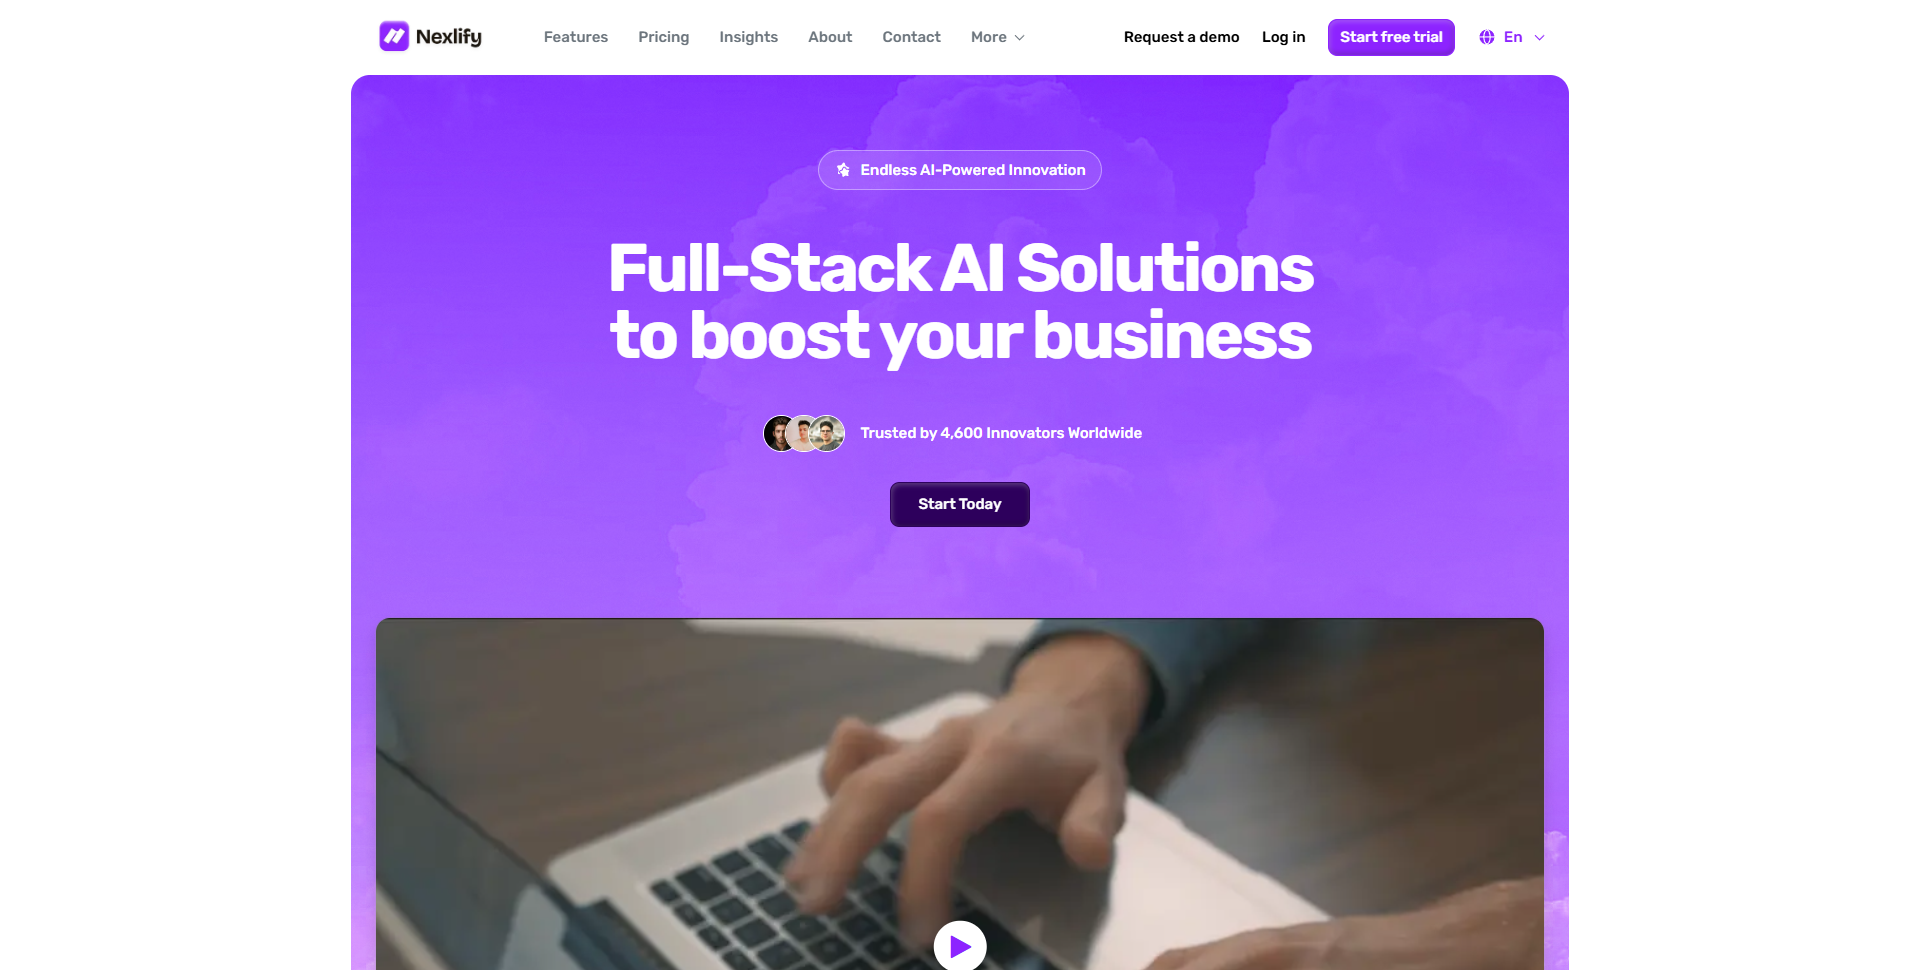 Nexlify
Features
Pricing
Insights
About
Contact
More
Request a demo
Log in
Start free trial
En
Endless AI-Powered Innovation
Full-Stack AI Solutions
to boost your business
Trusted by 4,600 Innovators Worldwide
Start Today